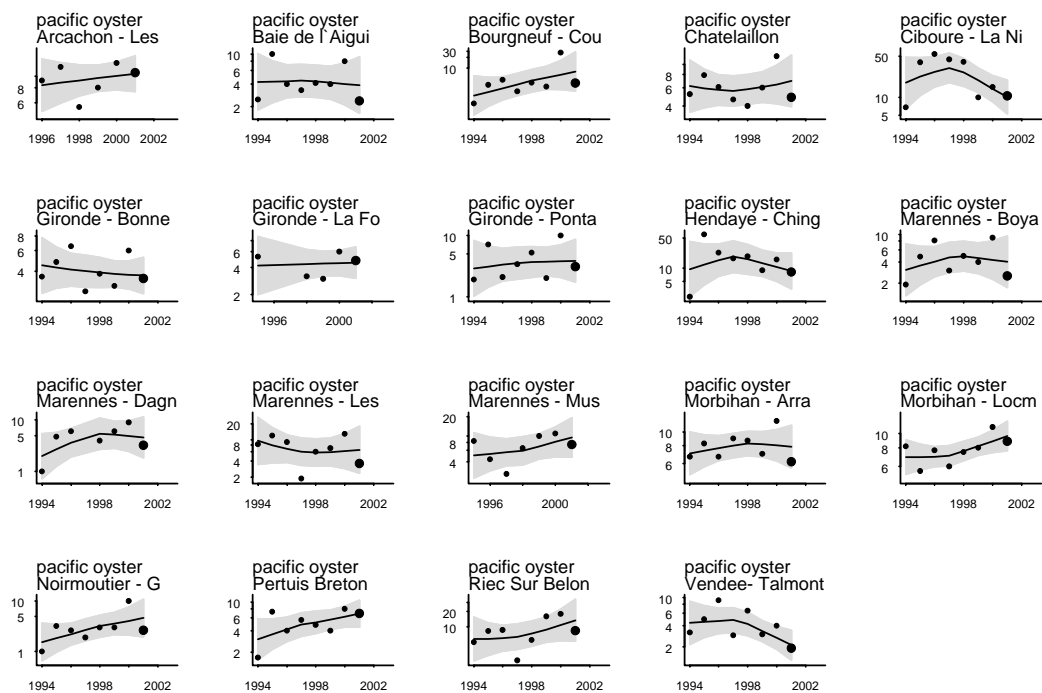 pacific oyster
Arcachon - Les
8
6
1996 1998 2000 2002
pacific oyster
Baie de l`Aigui
10
6
4
2
1994 1998 2002
pacific oyster
Bourgneuf - Cou
30
10
1994 1998 2002
pacific oyster
Chatelaillon
8
6
4
1994 1998 2002
pacific oyster
Ciboure - La Ni
50
10
5
1994 1998 2002
pacific oyster
Gironde - Bonne
8
6
4
1994 1998 2002
pacific oyster
Gironde - La Fo
6
4
2
1996 2000
pacific oyster
Gironde - Ponta
10
5
1
1994 1998 2002
pacific oyster
Hendaye - Ching
50
10
5
1994 1998 2002
pacific oyster
Marennes - Boya
10
6
4
2
1994 1998 2002
pacific oyster
Marennes - Dagn
10
5
1
1994 1998 2002
pacific oyster
Marennes - Les
20
8
4
2
1994 1998 2002
pacific oyster
Marennes - Mus
20
8
4
1996 2000
pacific oyster
Morbihan - Arra
10
8
6
1994 1998 2002
pacific oyster
Morbihan - Locm
10
8
6
1994 1998 2002
pacific oyster
Noirmoutier - G
10
5
1
1994 1998 2002
pacific oyster
Pertuis Breton
10
6
4
2
1994 1998 2002
pacific oyster
Riec Sur Belon
20
10
1994 1998 2002
pacific oyster
Vendee- Talmont
10
6
4
2
1994 1998 2002